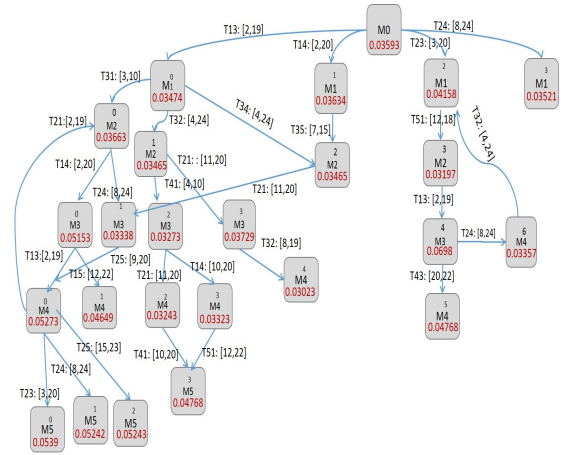 T13: [2,19]
T24: [8,24]
M0
0.03593
T14: [2,20]
T23: [3,20]
0
M1
0.03474
1
M1
0.03634
2
M1
0.04158
3
M1
0.03521
T31: [3,10]
T32: [4,24]
T34: [4,24]
T35: [7,15]
T51: [12,18]
T32: [4,24]
T21:[2,19]
0
M2
0.03663
1
M2
0.03465
2
M2
0.03465
3
M2
0.03197
T14: [2,20]
T24: [8,24]
T21: : [11,20]
T41: [4,10]
T21: [11,20]
T13: [2,19]
0
M3
0.05153
1
M3
0.03338
2
M3
0.03273
3
M3
0.03729
4
M3
0.0698
T24: [8,24]
6
M4
0.03357
T13:[2,19]
T15: [12,22]
T25: [9,20]
T21: [11,20]
T14: [10,20]
T32: [8,19]
T43: [20,22]
0
M4
0.05273
1
M4
0.04649
2
M4
0.03243
3
M4
0.03323
4
M4
0.03023
5
M4
0.04768
T25: [15,23]
T24: [8,24]
T23: [3,20]
T41: [10,20]
T51: [12,22]
0
M5
0.0539
1
M5
0.05242
2
M5
0.05243
3
M5
0.04768